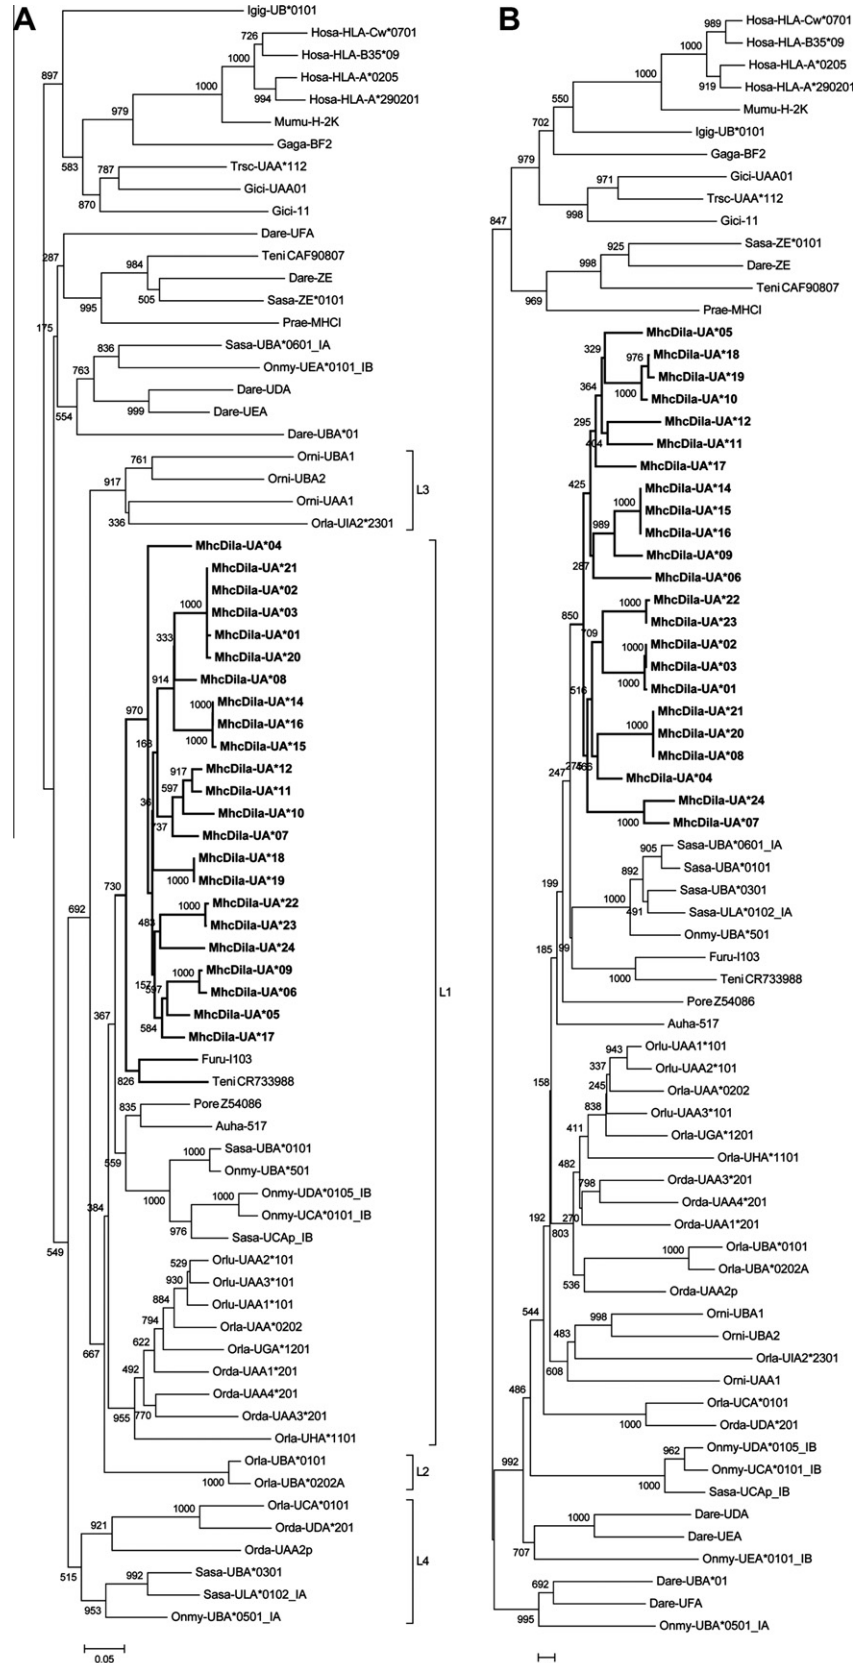 A
Igig-UB*0101
Hosa-HLA-Cw*0701
726
Hosa-HLA-B35*09
1000
Hosa-HLA-A*0205
897
1000
994
Hosa-HLA-A*290201
979
Mumu-H-2K
Gaga-BF2
583
787
Trsc-UAA*112
Gici-UAA01
870
Gici-11
Dare-UFA
287
984
Teni CAF90807
Dare-ZE
995
505
Sasa-ZE*0101
175
Prae-MHCI
836
Sasa-UBA*0601_IA
763
Onmy-UEA*0101_IB
Dare-UDA
554
999
Dare-UEA
Dare-UBA*01
761
Orni-UBA1
917
Orni-UBA2
L3
Orni-UAA1
336
Orla-UIA2*2301
MhcDila-UA*04
MhcDila-UA*21
MhcDila-UA*02
1000
MhcDila-UA*03
333
MhcDila-UA*01
MhcDila-UA*20
914
MhcDila-UA*08
970
1000
MhcDila-UA*14
MhcDila-UA*16
168
1000
MhcDila-UA*15
917
MhcDila-UA*12
597
MhcDila-UA*11
36
MhcDila-UA*10
737
MhcDila-UA*07
MhcDila-UA*18
730
1000
MhcDila-UA*19
692
1000
MhcDila-UA*22
483
MhcDila-UA*23
MhcDila-UA*24
1000
MhcDila-UA*09
157
597
MhcDila-UA*06
L1
367
MhcDila-UA*05
584
MhcDila-UA*17
Furu-I103
826
Teni CR733988
835
Pore Z54086
Auha-517
559
1000
Sasa-UBA*0101
Onmy-UBA*501
1000
1000
Onmy-UDA*0105_IB
384
Onmy-UCA*0101_IB
976
Sasa-UCAp_IB
549
529
Orlu-UAA2*101
930
Orlu-UAA3*101
884
Orlu-UAA1*101
794
Orla-UAA*0202
667
622
Orla-UGA*1201
492
Orda-UAA1*201
Orda-UAA4*201
955
770
Orda-UAA3*201
Orla-UHA*1101
Orla-UBA*0101
L2
1000
Orla-UBA*0202A
1000
Orla-UCA*0101
921
Orda-UDA*201
Orda-UAA2p
L4
515
992
Sasa-UBA*0301
Sasa-ULA*0102_IA
953
Onmy-UBA*0501_IA
0.05
B
989
Hosa-HLA-Cw*0701
1000
Hosa-HLA-B35*09
Hosa-HLA-A*0205
1000
919
Hosa-HLA-A*290201
550
Mumu-H-2K
702
Igig-UB*0101
979
Gaga-BF2
971
Gici-UAA01
Trsc-UAA*112
998
Gici-11
847
925
Sasa-ZE*0101
998
Dare-ZE
Teni CAF90807
969
Prae-MHCI
MhcDila-UA*05
329
976
MhcDila-UA*18
MhcDila-UA*19
364
1000
MhcDila-UA*10
295
MhcDila-UA*12
404
MhcDila-UA*11
MhcDila-UA*17
425
1000
MhcDila-UA*14
MhcDila-UA*15
989
MhcDila-UA*16
MhcDila-UA*09
287
MhcDila-UA*06
1000
MhcDila-UA*22
850
MhcDila-UA*23
709
1000
MhcDila-UA*02
MhcDila-UA*03
1000
MhcDila-UA*01
516
MhcDila-UA*21
1000
MhcDila-UA*20
MhcDila-UA*08
247
MhcDila-UA*04
MhcDila-UA*24
1000
MhcDila-UA*07
905
Sasa-UBA*0601_IA
892
Sasa-UBA*0101
199
1000
Sasa-UBA*0301
491
Sasa-ULA*0102_IA
Onmy-UBA*501
185
99
Furu-I103
1000
Teni CR733988
Pore Z54086
Auha-517
943
Orlu-UAA1*101
337
Orlu-UAA2*101
158
245
Orla-UAA*0202
838
Orlu-UAA3*101
411
Orla-UGA*1201
Orla-UHA*1101
482
798
Orda-UAA3*201
Orda-UAA4*201
192
270
Orda-UAA1*201
803
1000
Orla-UBA*0101
Orla-UBA*0202A
536
Orda-UAA2p
544
998
Orni-UBA1
483
Orni-UBA2
Orla-UIA2*2301
608
Orni-UAA1
486
Orla-UCA*0101
1000
Orda-UDA*201
962
Onmy-UDA*0105_IB
992
Onmy-UCA*0101_IB
1000
Sasa-UCAp_IB
1000
Dare-UDA
Dare-UEA
707
Onmy-UEA*0101_IB
692
Dare-UBA*01
Dare-UFA
995
Onmy-UBA*0501_IA